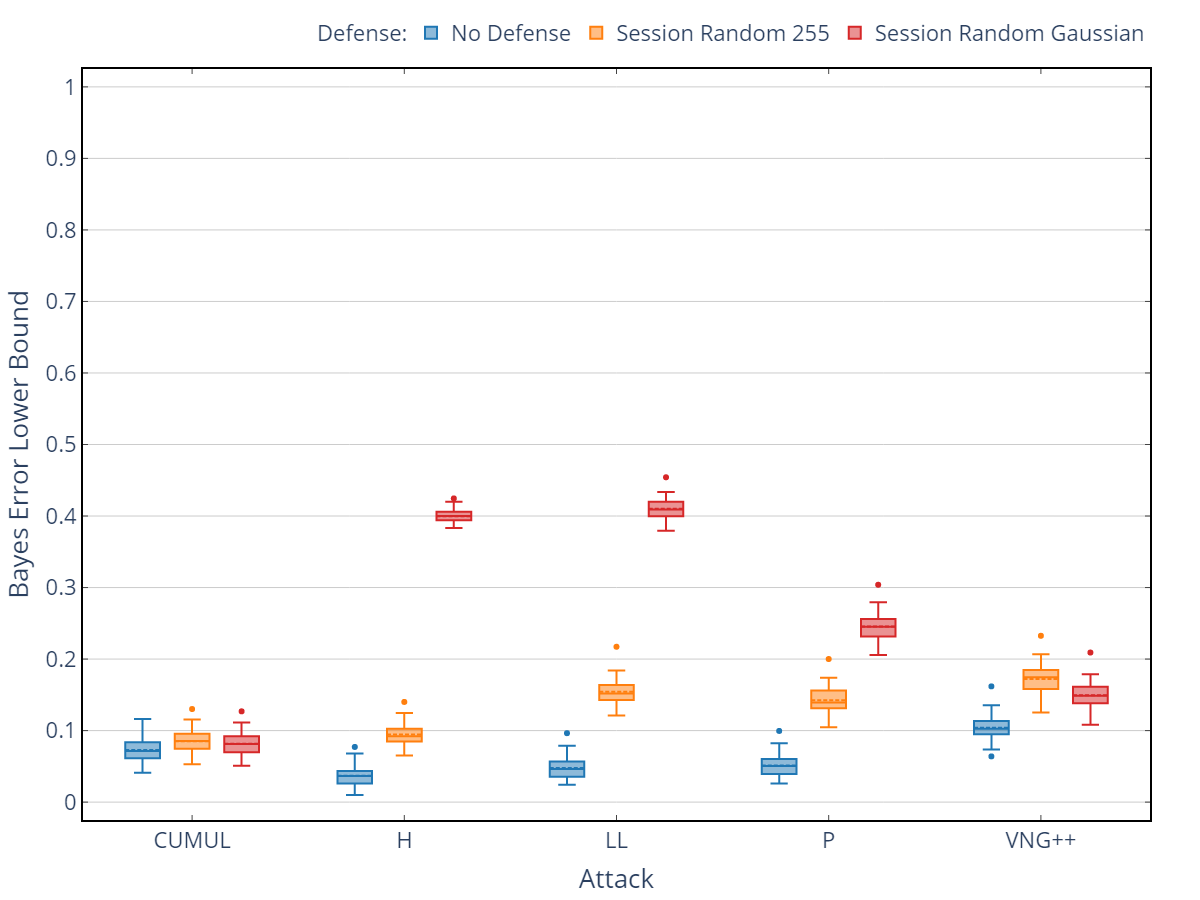 Defense: No Defense Session Random 255 Session Random Gaussian
1
0.9
0.8
0.7
0.6
0.5
0.4
0.3
0.2
0.1
0
Bayes Error Lower Bound
CUMUL H LL P VNG++
Attack